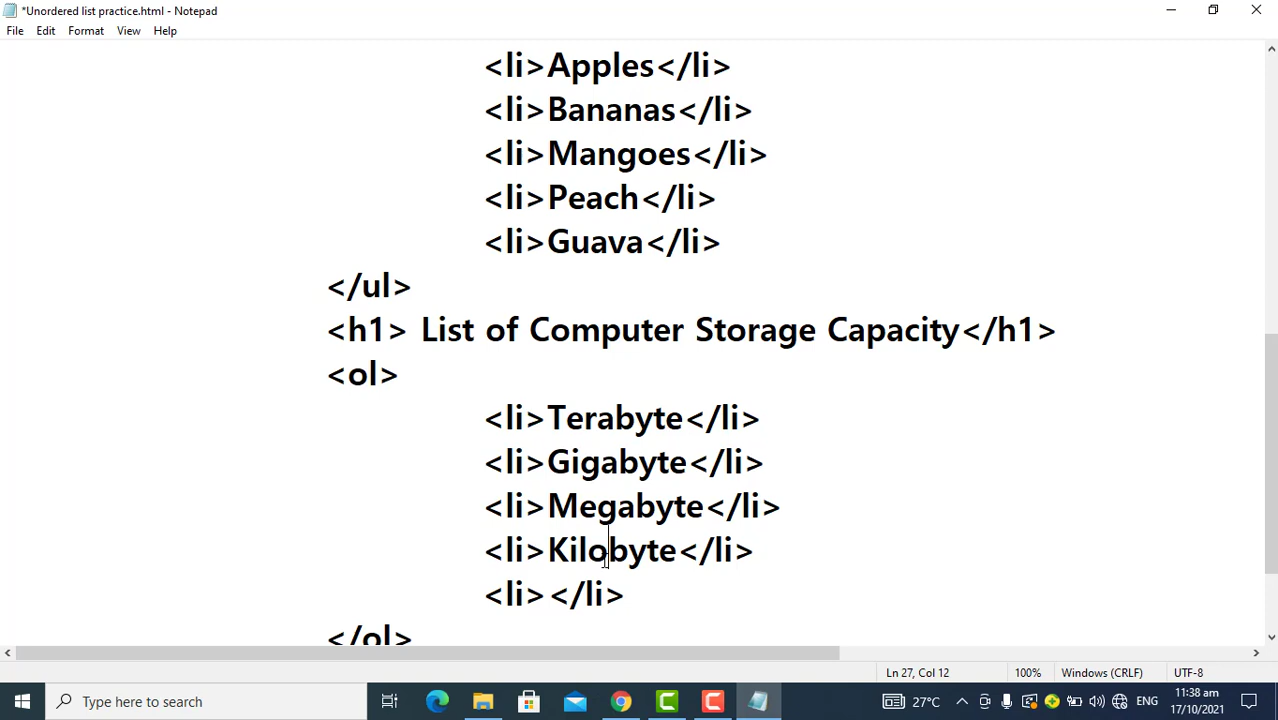 *Unordered list practice.html - Notepad
File Edit Format View Help
<li>Apples</li>
<li>Bananas</li>
<li>Mangoes</li>
<li>Peach</li>
<li>Guava</li>
</ul>
<h1> List of Computer Storage Capacity</h1>
<ol>
<li>Terabyte</li>
<li>Gigabyte</li>
<li>Megabyte</li>
<li>Kilobyte</li>
<li></li>
</ol>
Ln 27, Col 12 100% Windows (CRLF) UTF-8
Type here to search 27°C ENG 11:38 am
17/10/2021